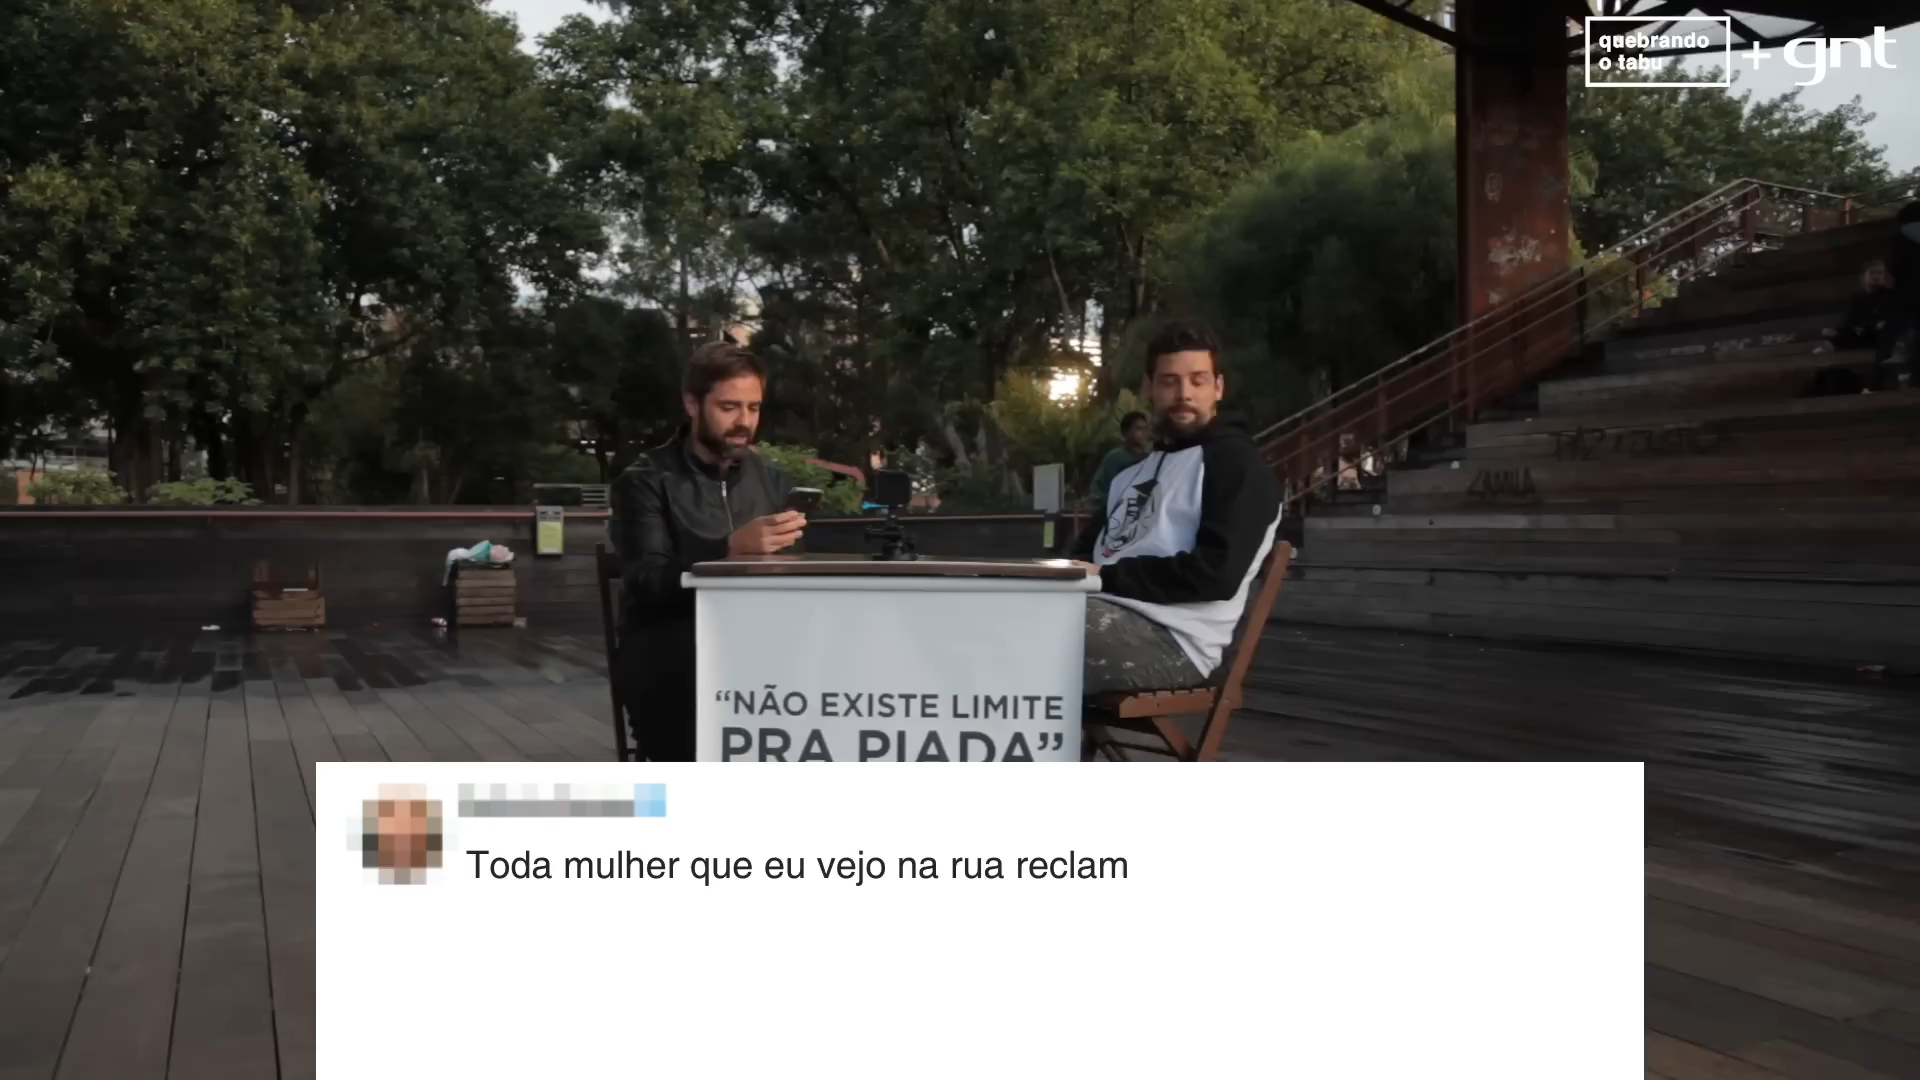 quebrando
o tabu
+ gnt
“NÃO EXISTE LIMITE
PRA PIADA”
Toda mulher que eu vejo na rua reclam